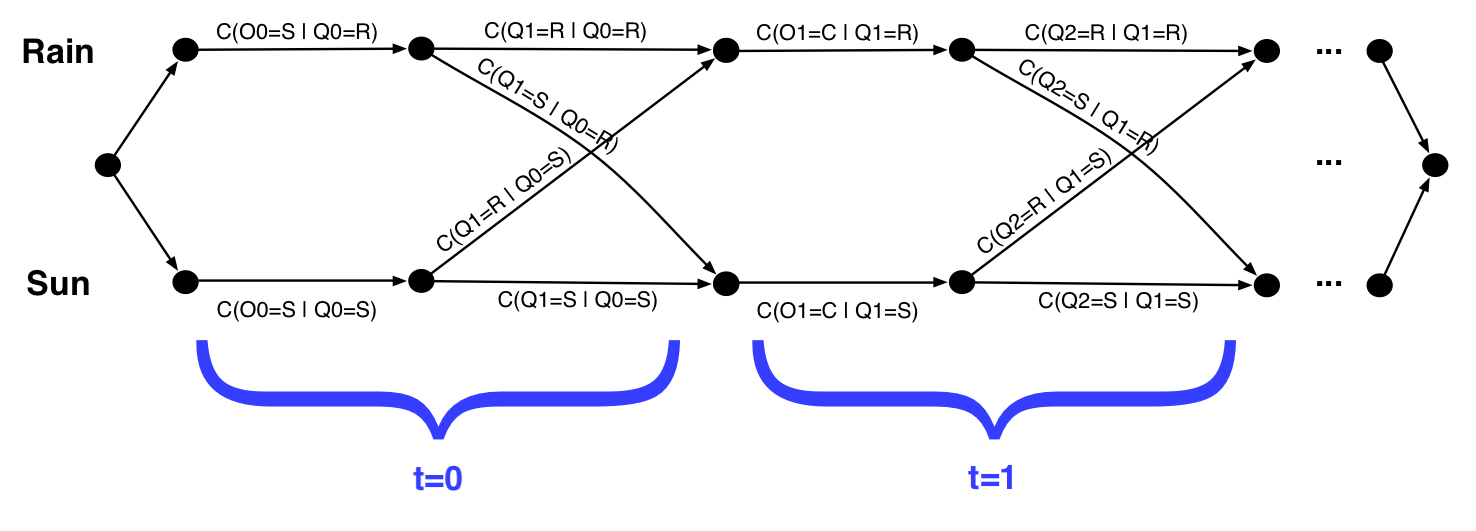 Rain
C(O0=S | Q0=R)
C(Q1=R | Q0=R)
C(O1=C | Q1=R)
C(Q2=R | Q1=R)
...
C(Q1=S | Q0=R)
C(Q2=S | Q1=R)
C(Q1=R | Q0=S)
C(Q2=R | Q1=S)
...
Sun
C(O0=S | Q0=S)
C(Q1=S | Q0=S)
C(O1=C | Q1=S)
C(Q2=S | Q1=S)
...
t=0
t=1